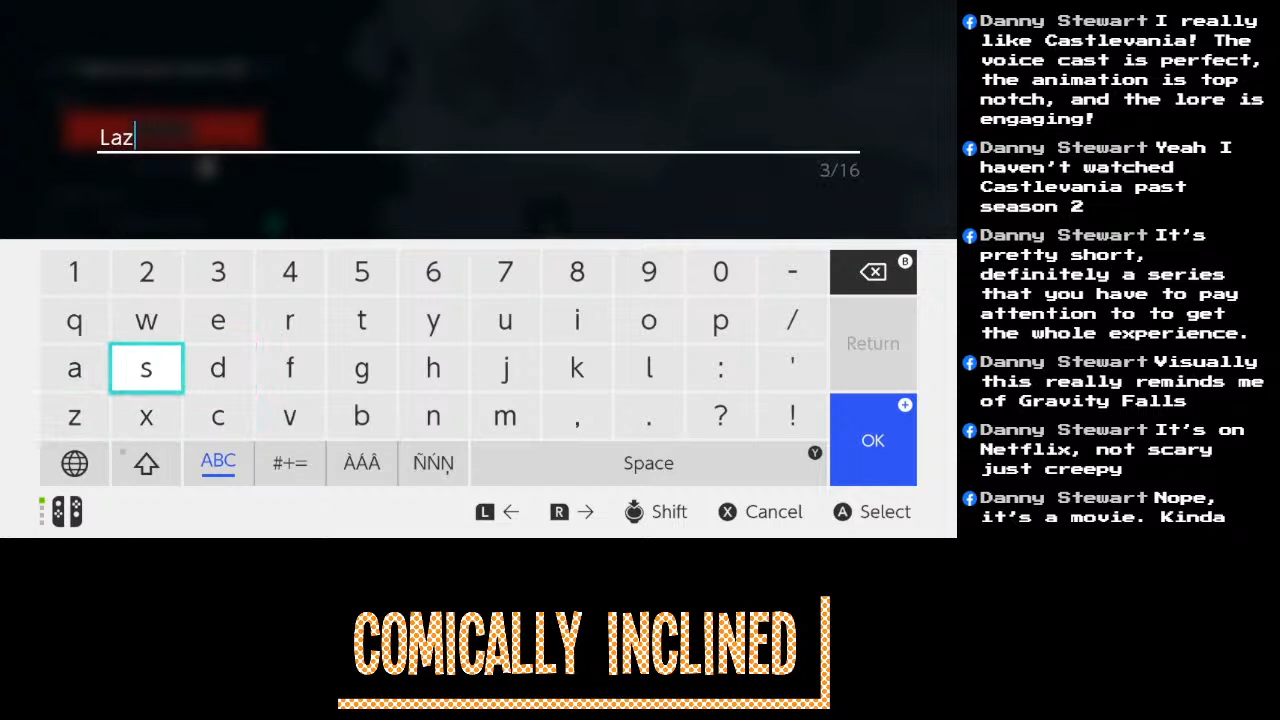 Laz
3/16
1 2 3 4 5 6 7 8 9 0 - B
q w e r t y u i o p /
Return
a s d f g h j k l : '
z x c v b n m , . ? ! +
OK
ABC #+= ÀÁÂ ÑŃŅ Space Y
L ← R → Shift X Cancel A Select
COMICALLY INCLINED
Danny Stewart I really
like Castlevania! The
voice cast is perfect,
the animation is top
notch, and the lore is
engaging!
Danny Stewart Yeah I
haven't watched
Castlevania past
season 2
Danny Stewart It's
pretty short,
definitely a series
that you have to pay
attention to to get
the whole experience.
Danny Stewart Visually
this really reminds me
of Gravity Falls
Danny Stewart It's on
Netflix, not scary
just creepy
Danny Stewart Nope,
it's a movie. Kinda